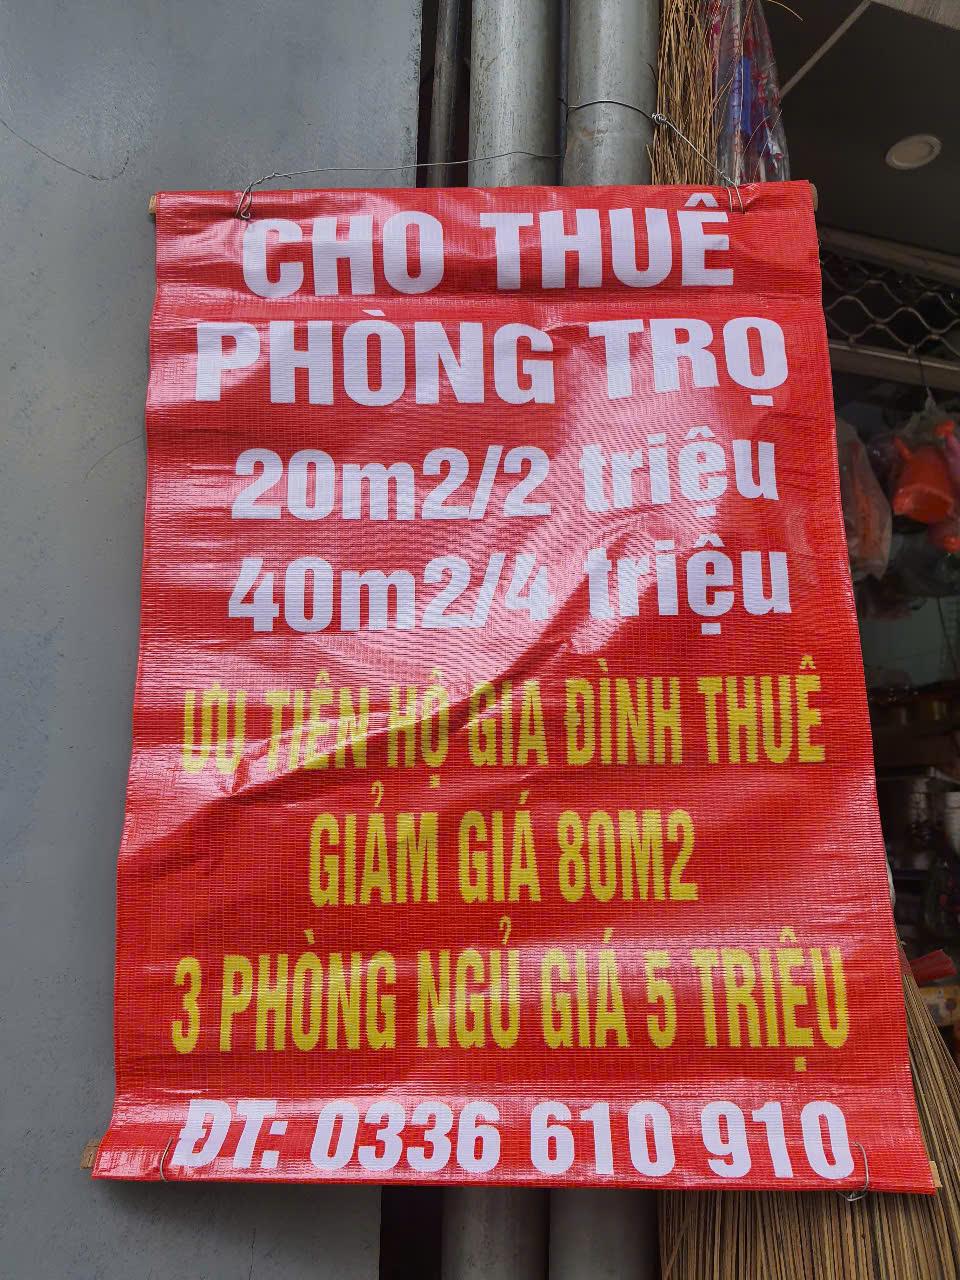 CHO THUÊ
PHÒNG TRỌ
20m2/2 triệu
40m2/4 triệu
ƯU TIÊN HỘ GIA ĐÌNH THUÊ
GIẢM GIÁ 80M2
3 PHÒNG NGỦ GIÁ 5 TRIỆU
ĐT: 0336 610 910